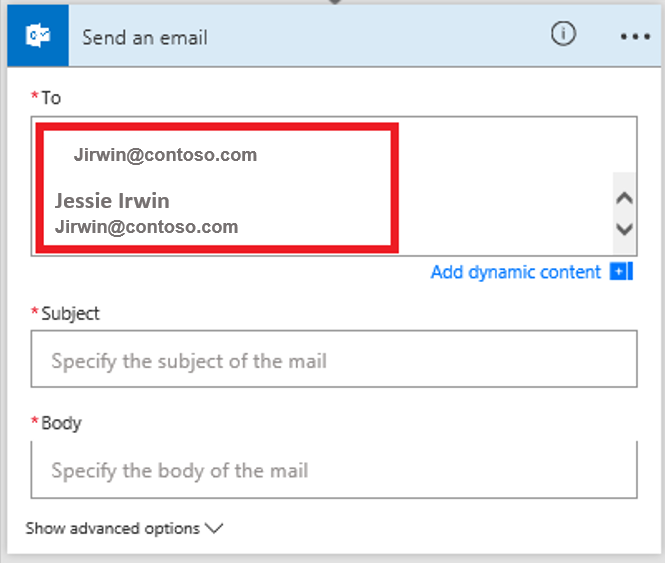 Send an email
*To
Jirwin@contoso.com
Jessie Irwin
Jirwin@contoso.com
Add dynamic content
*Subject
Specify the subject of the mail
*Body
Specify the body of the mail
Show advanced options